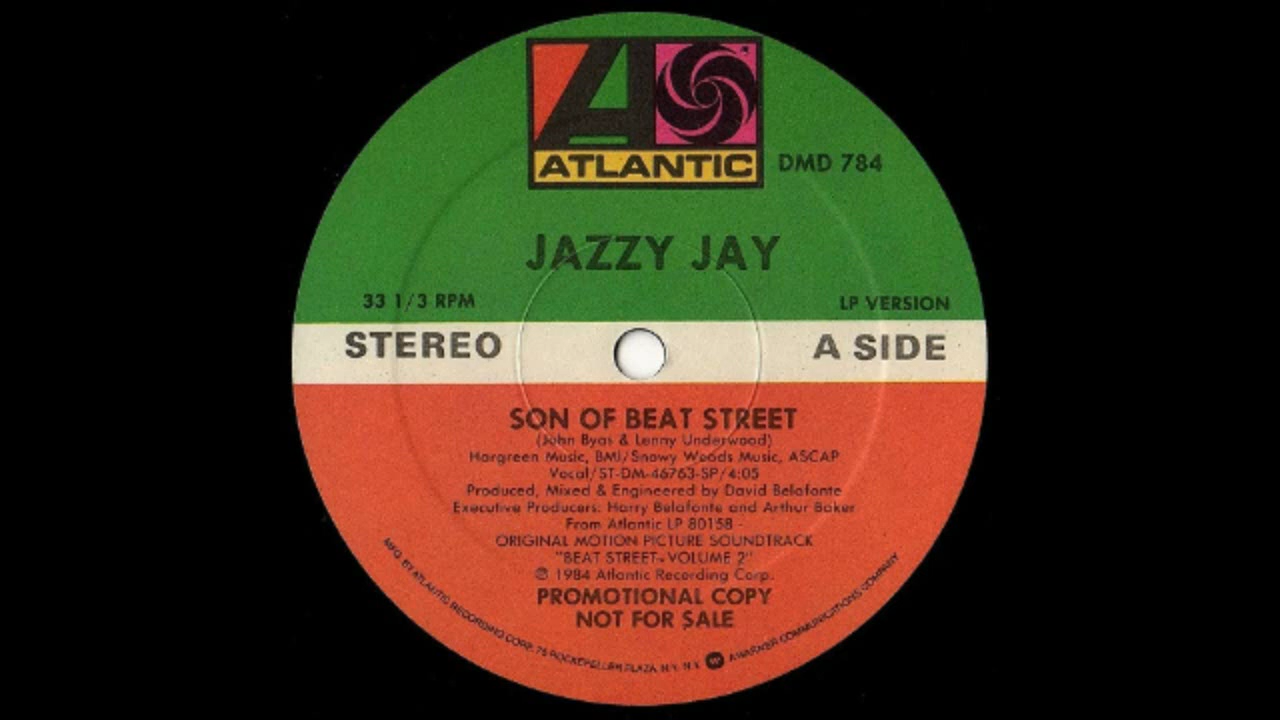 ATLANTIC
DMD 784
JAZZY JAY
33 1/3 RPM
LP VERSION
STEREO
A SIDE
SON OF BEAT STREET
(John Byas & Lenny Underwood)
Hargreen Music, BMI/Snowy Woods Music, ASCAP
Vocal/ST-DM-46763-SP/4:05
Produced, Mixed & Engineered by David Belafonte
Executive Producers: Harry Belafonte and Arthur Baker
From Atlantic LP 80158 -
ORIGINAL MOTION PICTURE SOUNDTRACK
"BEAT STREET-VOLUME 2"
℗ 1984 Atlantic Recording Corp.
PROMOTIONAL COPY
NOT FOR SALE
MFG. BY ATLANTIC RECORDING CORP. 75 ROCKEFELLER PLAZA, N.Y. N.Y. A WARNER COMMUNICATIONS COMPANY